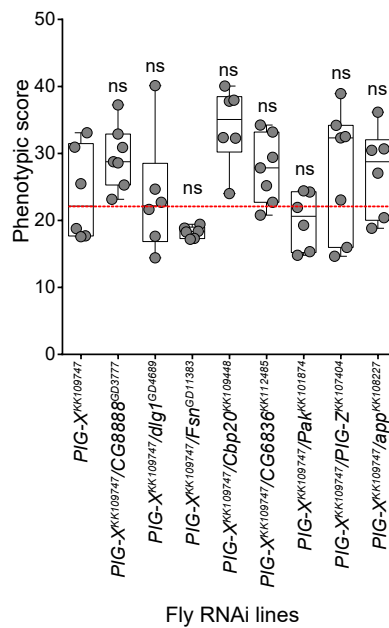 Phenotypic score
50
40
30
20
10
0
ns
ns
ns
ns
ns
ns
ns
ns
PIG-X^KK109747
PIG-X^KK109747/CG8888^GD3777
PIG-X^KK109747/dlg1^GD4689
PIG-X^KK109747/Fsn^GD11383
PIG-X^KK109747/Cbp20^KK109448
PIG-X^KK109747/CG6836^KK112485
PIG-X^KK109747/Pak^KK101874
PIG-X^KK109747/PIG-Z^KK107404
PIG-X^KK109747/app^KK108227
Fly RNAi lines